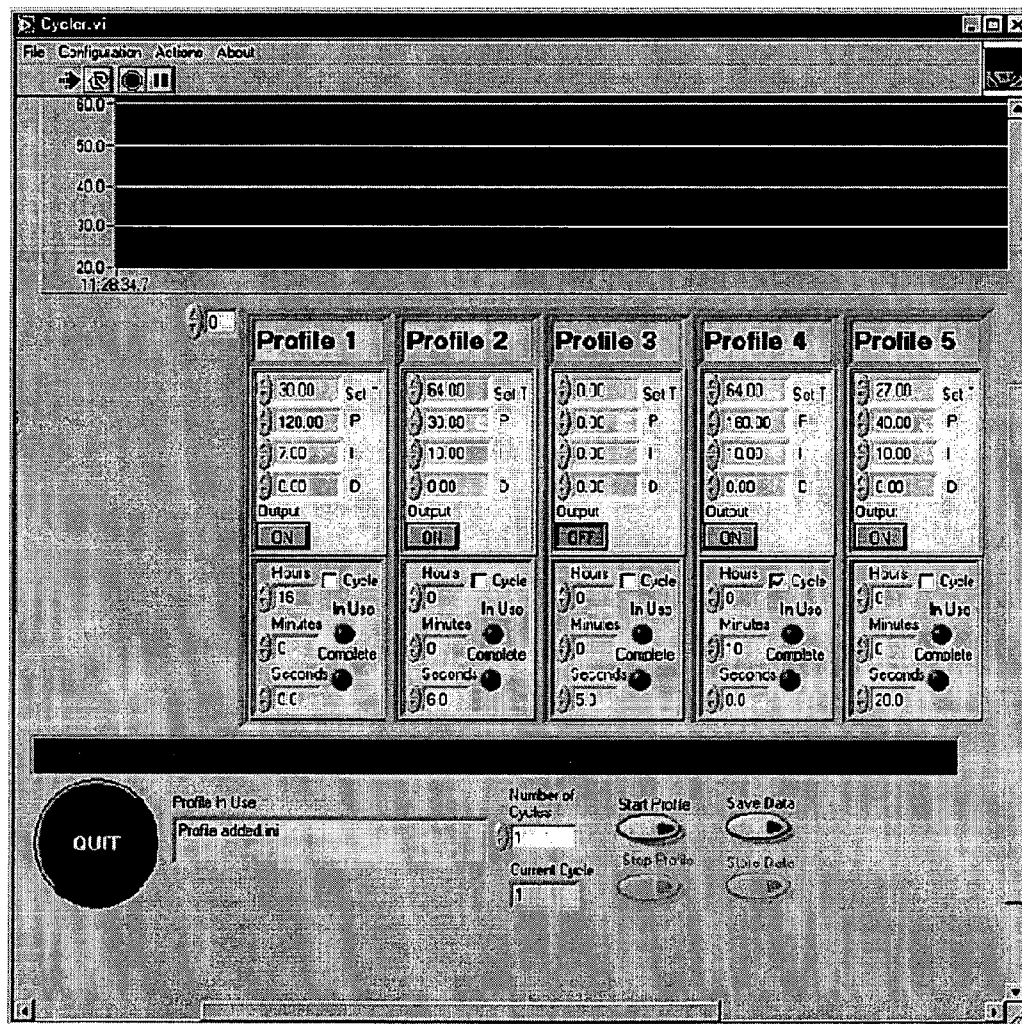 Cycler.vi
File Configuration Actions About
60.0
50.0
40.0
30.0
20.0
11:28:34.7
0
Profile 1 Profile 2 Profile 3 Profile 4 Profile 5
30.00 Set T 64.00 Set T 0.00 Set T 64.00 Set T 27.00 Set T
120.00 P 30.00 P 0.00 P 160.00 P 40.00 P
7.00 I 10.00 I 0.00 I 10.00 I 10.00 I
0.00 D 0.00 D 0.00 D 0.00 D 0.00 D
Output Output Output Output Output
ON ON OFF ON ON
Hours Cycle Hours Cycle Hours Cycle Hours Cycle Hours Cycle
16 0 0 0 0
In Use In Use In Use In Use In Use
Minutes Minutes Minutes Minutes Minutes
0 0 0 10 0
Complete Complete Complete Complete Complete
Seconds Seconds Seconds Seconds Seconds
0.0 6.0 5.0 0.0 20.0
QUIT
Profile In Use
Profile added.ini
Number of
Cycles
1
Current Cycle
1
Start Profile Save Data
Stop Profile Data